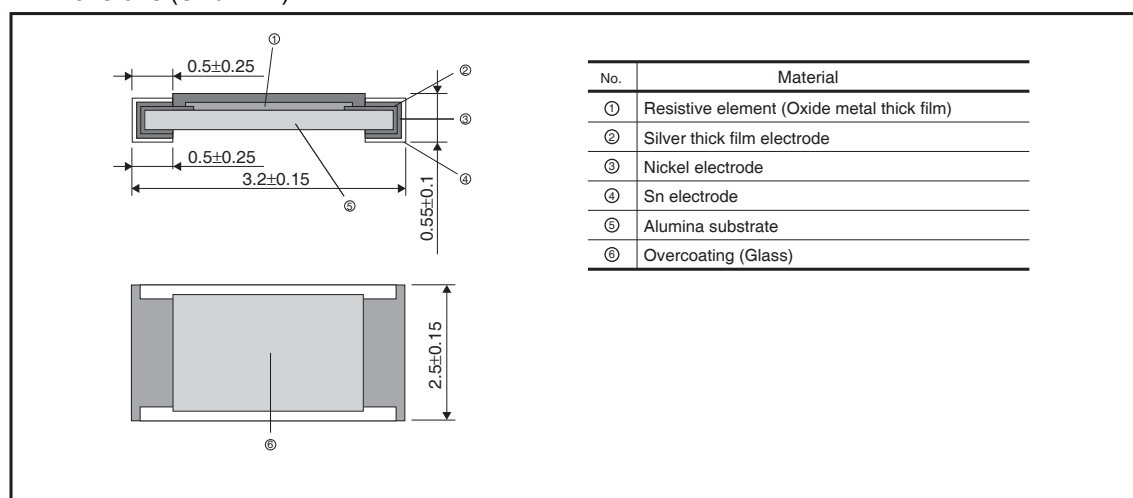 ①
0.5±0.25
②
③
0.5±0.25
④
3.2±0.15
⑤
0.55±0.1
2.5±0.15
⑥
No. Material
① Resistive element (Oxide metal thick film)
② Silver thick film electrode
③ Nickel electrode
④ Sn electrode
⑤ Alumina substrate
⑥ Overcoating (Glass)